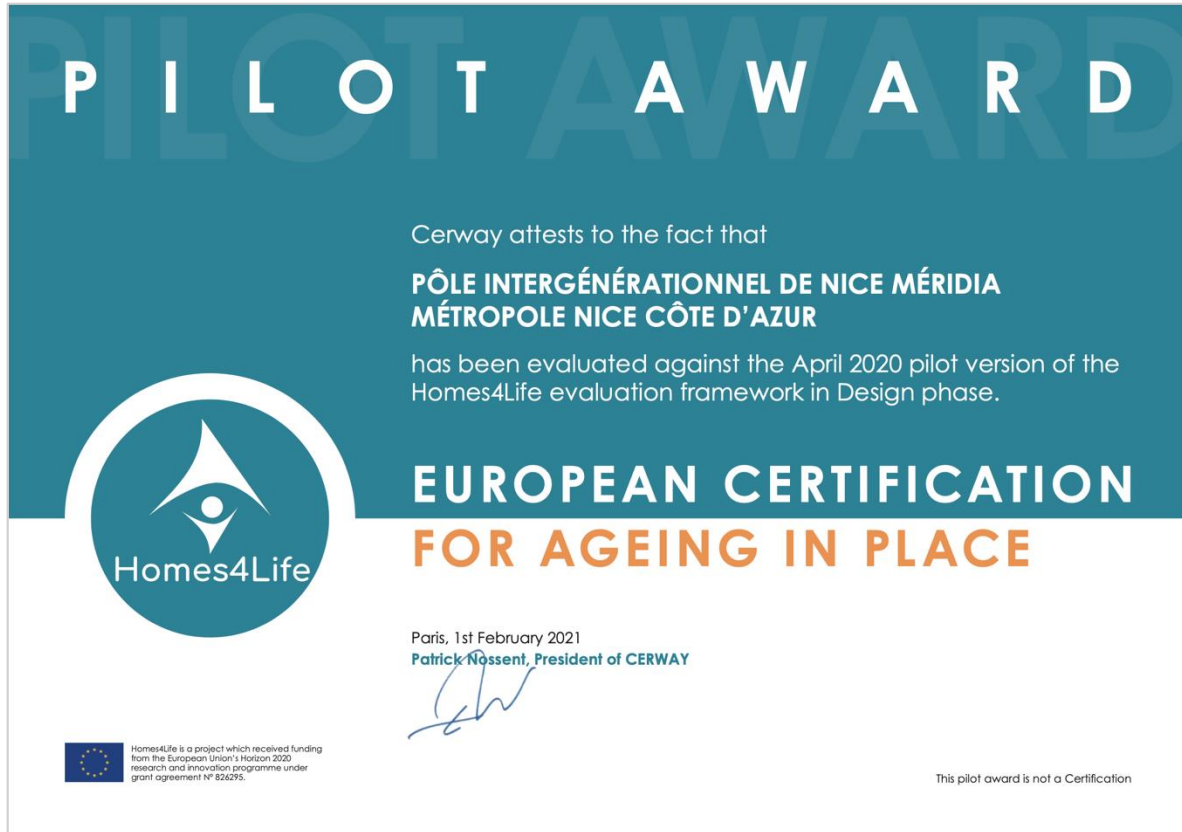 PILOT AWARD
Cerway attests to the fact that
PÔLE INTERGÉNÉRATIONNEL DE NICE MÉRIDIA
MÉTROPOLE NICE CÔTE D'AZUR
has been evaluated against the April 2020 pilot version of the
Homes4Life evaluation framework in Design phase.
EUROPEAN CERTIFICATION
FOR AGEING IN PLACE
Homes4Life
Paris, 1st February 2021
Patrick Nossent, President of CERWAY
Homes4Life is a project which received funding
from the European Union's Horizon 2020
research and innovation programme under
grant agreement Nº 826295.
This pilot award is not a Certification